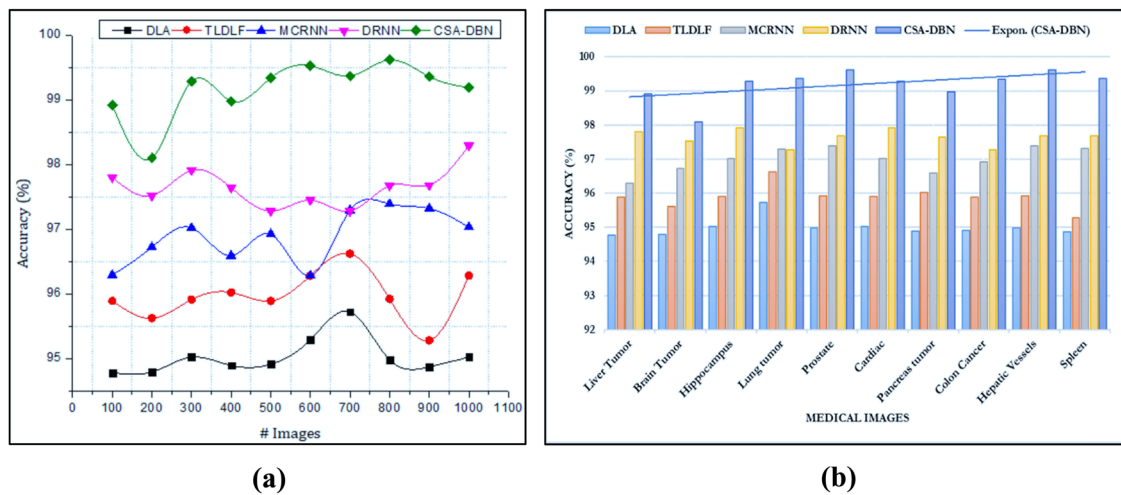 DLA TLDLF MCRNN DRNN CSA-DBN
100
99
98
97
96
95
Accuracy (%)
0 100 200 300 400 500 600 700 800 900 1000 1100
# Images
(a)
DLA TLDLF MCRNN DRNN CSA-DBN Expon. (CSA-DBN)
100
99
98
97
96
95
94
93
92
ACCURACY (%)
Liver Tumor
Brain Tumor
Hippocampus
Lung tumor
Prostate
Cardiac
Pancreas tumor
Colon Cancer
Hepatic Vessels
Spleen
MEDICAL IMAGES
(b)